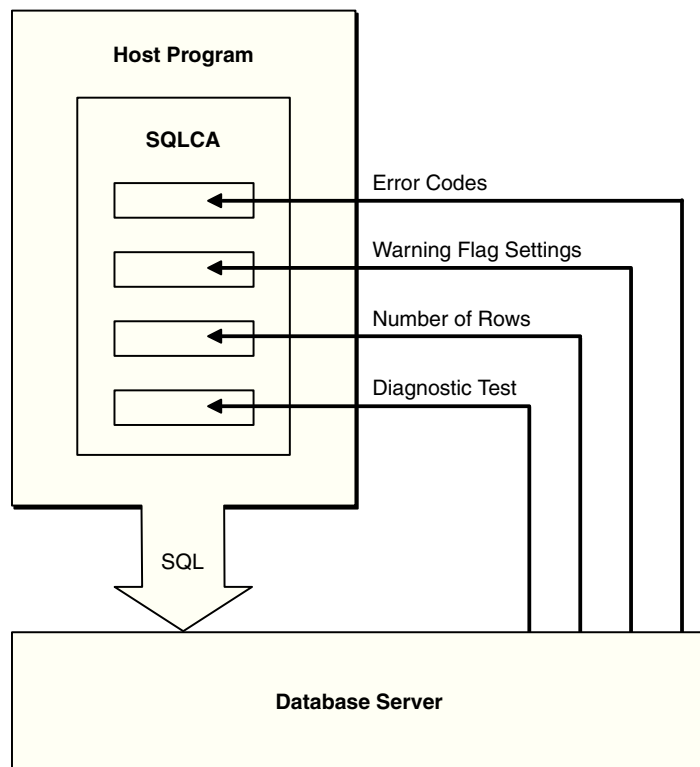 Host Program
SQLCA
Error Codes
Warning Flag Settings
Number of Rows
Diagnostic Test
SQL
Database Server